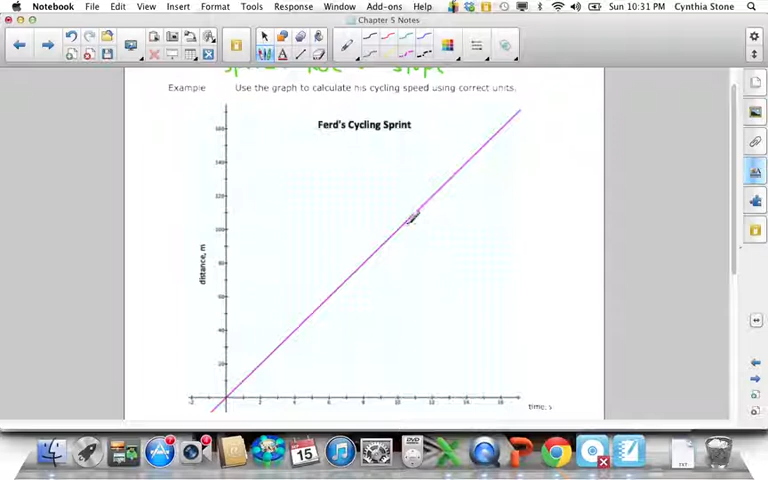 Notebook File Edit View Insert Format Tools Response Window Add-ons Help Sun 10:31 PM Cynthia Stone
Chapter 5 Notes
Example Use the graph to calculate his cycling speed using correct units.
Ferd's Cycling Sprint
160
140
120
100
80
60
40
20
distance, m
-2 2 4 6 8 10 12 14 16
time, s
15
TXT